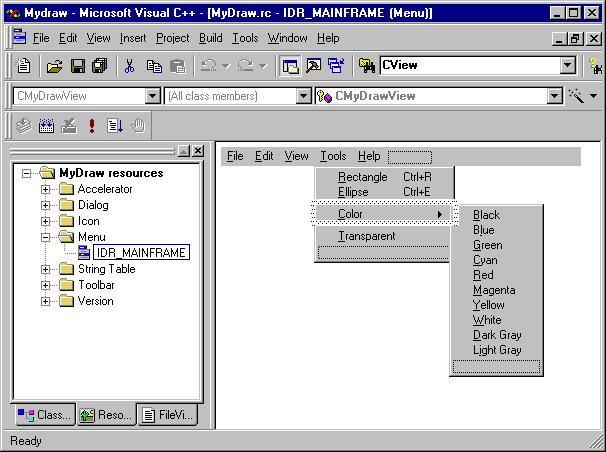 Mydraw - Microsoft Visual C++ - [MyDraw.rc - IDR_MAINFRAME (Menu)]
File Edit View Insert Project Build Tools Window Help
CView
CMyDrawView (All class members) CMyDrawView
MyDraw resources
Accelerator
Dialog
Icon
Menu
IDR_MAINFRAME
String Table
Toolbar
Version
Class... Reso... FileVi...
File Edit View Tools Help
Rectangle Ctrl+R
Ellipse Ctrl+E
Color
Transparent
Black
Blue
Green
Cyan
Red
Magenta
Yellow
White
Dark Gray
Light Gray
Ready